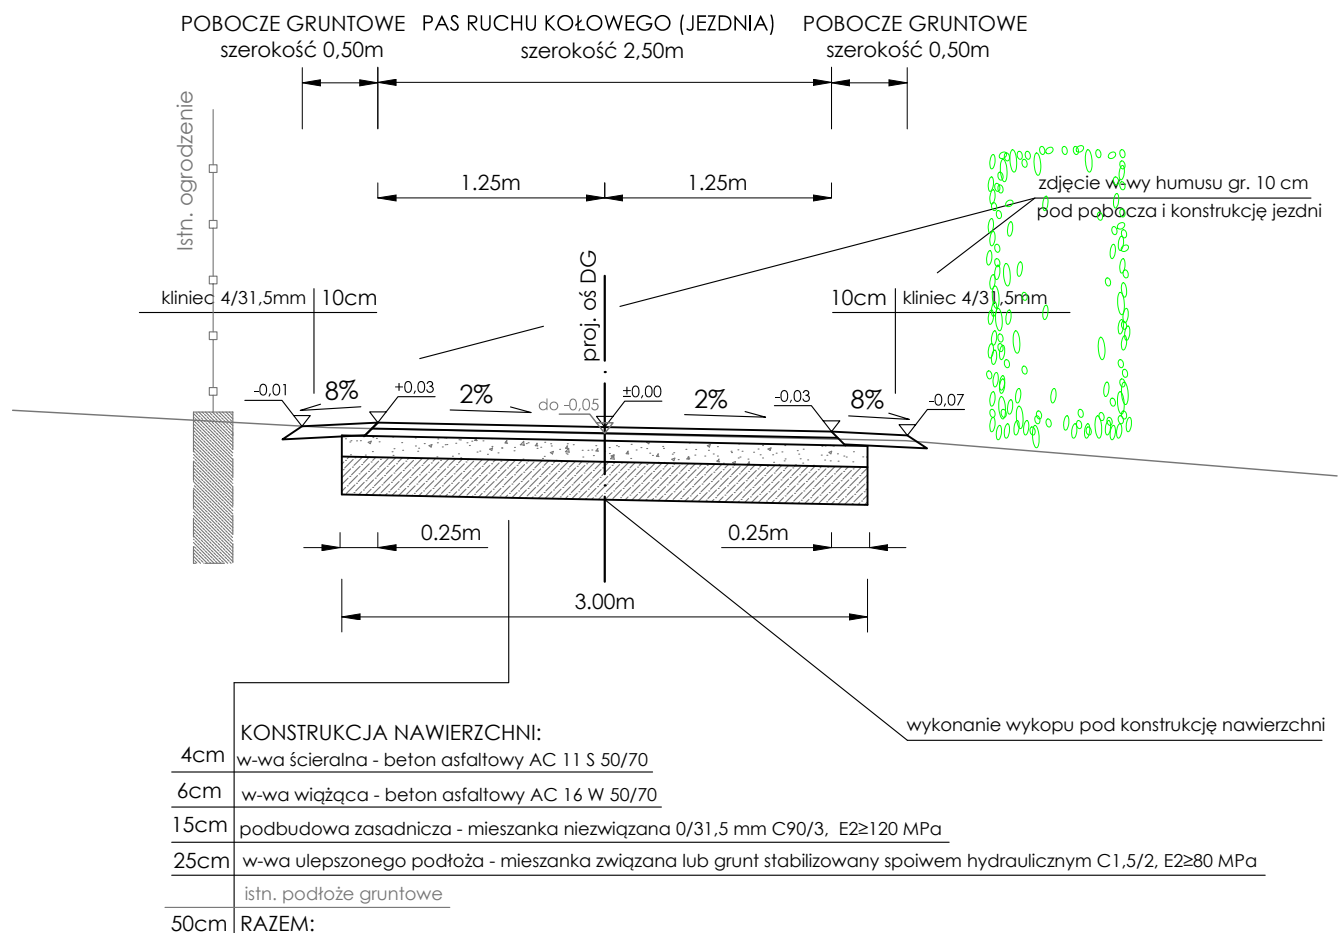 POBOCZE GRUNTOWE
szerokość 0,50m
PAS RUCHU KOŁOWEGO (JEZDNIA)
szerokość 2,50m
POBOCZE GRUNTOWE
szerokość 0,50m
Istn. ogrodzenie
1.25m
1.25m
zdjęcie w-wy humusu gr. 10 cm
pod pobocza i konstrukcję jezdni
proj. oś DG
kliniec 4/31,5mm
10cm
10cm
kliniec 4/31,5mm
-0,01
8%
+0,03
2%
do -0,05
±0,00
2%
-0,03
8%
-0,07
0.25m
0.25m
3.00m
wykonanie wykopu pod konstrukcję nawierzchni
KONSTRUKCJA NAWIERZCHNI:
4cm w-wa ścieralna - beton asfaltowy AC 11 S 50/70
6cm w-wa wiążąca - beton asfaltowy AC 16 W 50/70
15cm podbudowa zasadnicza - mieszanka niezwiązana 0/31,5 mm C90/3, E2≥120 MPa
25cm w-wa ulepszonego podłoża - mieszanka związana lub grunt stabilizowany spoiwem hydraulicznym C1,5/2, E2≥80 MPa
istn. podłoże gruntowe
50cm RAZEM: